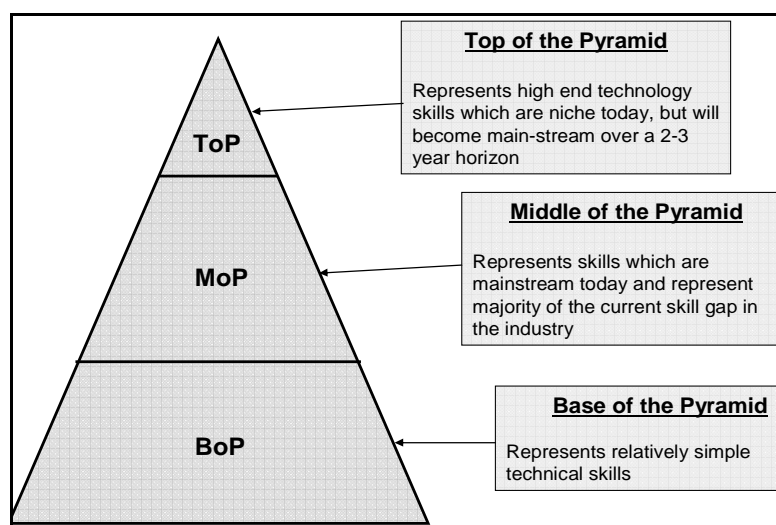 Top of the Pyramid
Represents high end technology
skills which are niche today, but will
become main-stream over a 2-3
year horizon
ToP
Middle of the Pyramid
Represents skills which are
mainstream today and represent
majority of the current skill gap in
the industry
MoP
Base of the Pyramid
Represents relatively simple
technical skills
BoP